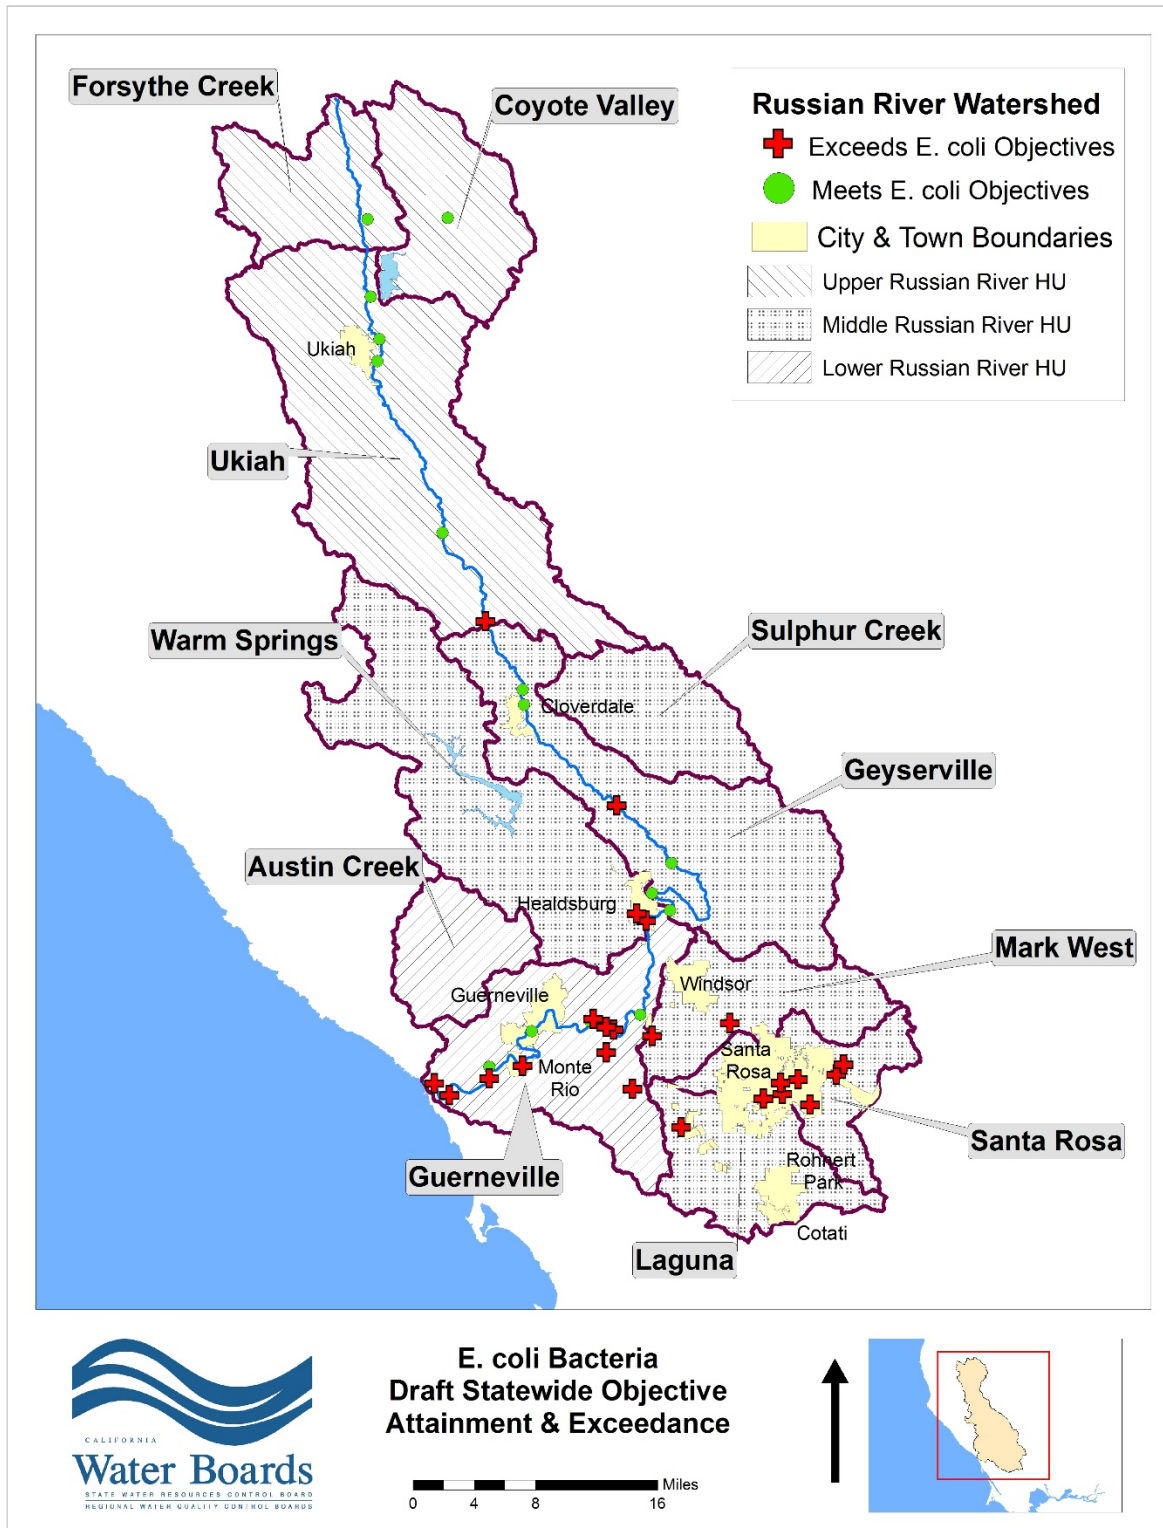 Forsythe Creek
Coyote Valley
Russian River Watershed
Exceeds E. coli Objectives
Meets E. coli Objectives
City & Town Boundaries
Upper Russian River HU
Middle Russian River HU
Lower Russian River HU
Ukiah
Ukiah
Warm Springs
Sulphur Creek
Cloverdale
Geyserville
Austin Creek
Healdsburg
Mark West
Guerneville
Windsor
Santa
Rosa
Monte
Rio
Santa Rosa
Guerneville
Rohnert
Park
Cotati
Laguna
E. coli Bacteria
Draft Statewide Objective
Attainment & Exceedance
CALIFORNIA
Water Boards
STATE WATER RESOURCES CONTROL BOARD
REGIONAL WATER QUALITY CONTROL BOARDS
Miles
0 4 8 16